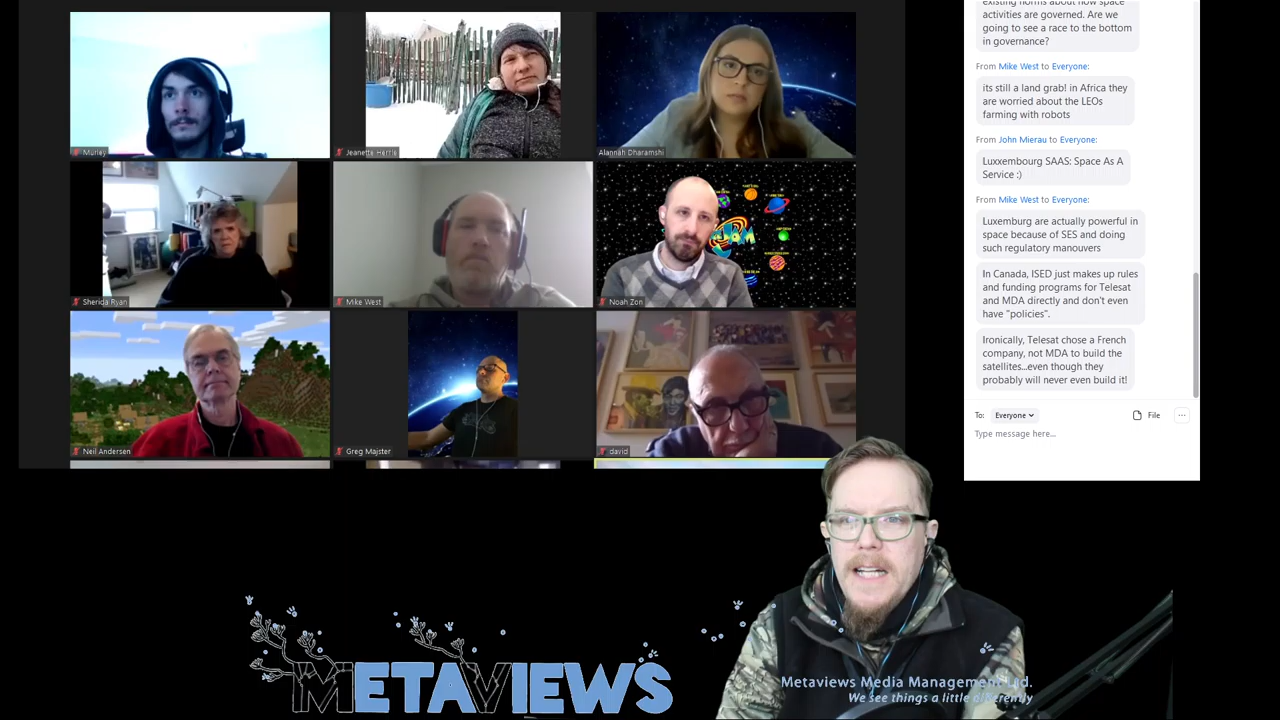 Murley
Jeanette Herrle
Alannah Dharamshi
Sherida Ryan
Mike West
Noah Zon
Neil Andersen
Greg Majster
david
existing norms about how space
activities are governed. Are we
going to see a race to the bottom
in governance?
From Mike West to Everyone:
its still a land grab! in Africa they
are worried about the LEOs
farming with robots
From John Mierau to Everyone:
Luxxembourg SAAS: Space As A
Service :)
From Mike West to Everyone:
Luxemburg are actually powerful in
space because of SES and doing
such regulatory manouvers
In Canada, ISED just makes up rules
and funding programs for Telesat
and MDA directly and don't even
have "policies".
Ironically, Telesat chose a French
company, not MDA to build the
satellites...even though they
probably will never even build it!
To: Everyone
File
Type message here...
METAVIEWS
Metaviews Media Management Ltd.
We see things a little differently